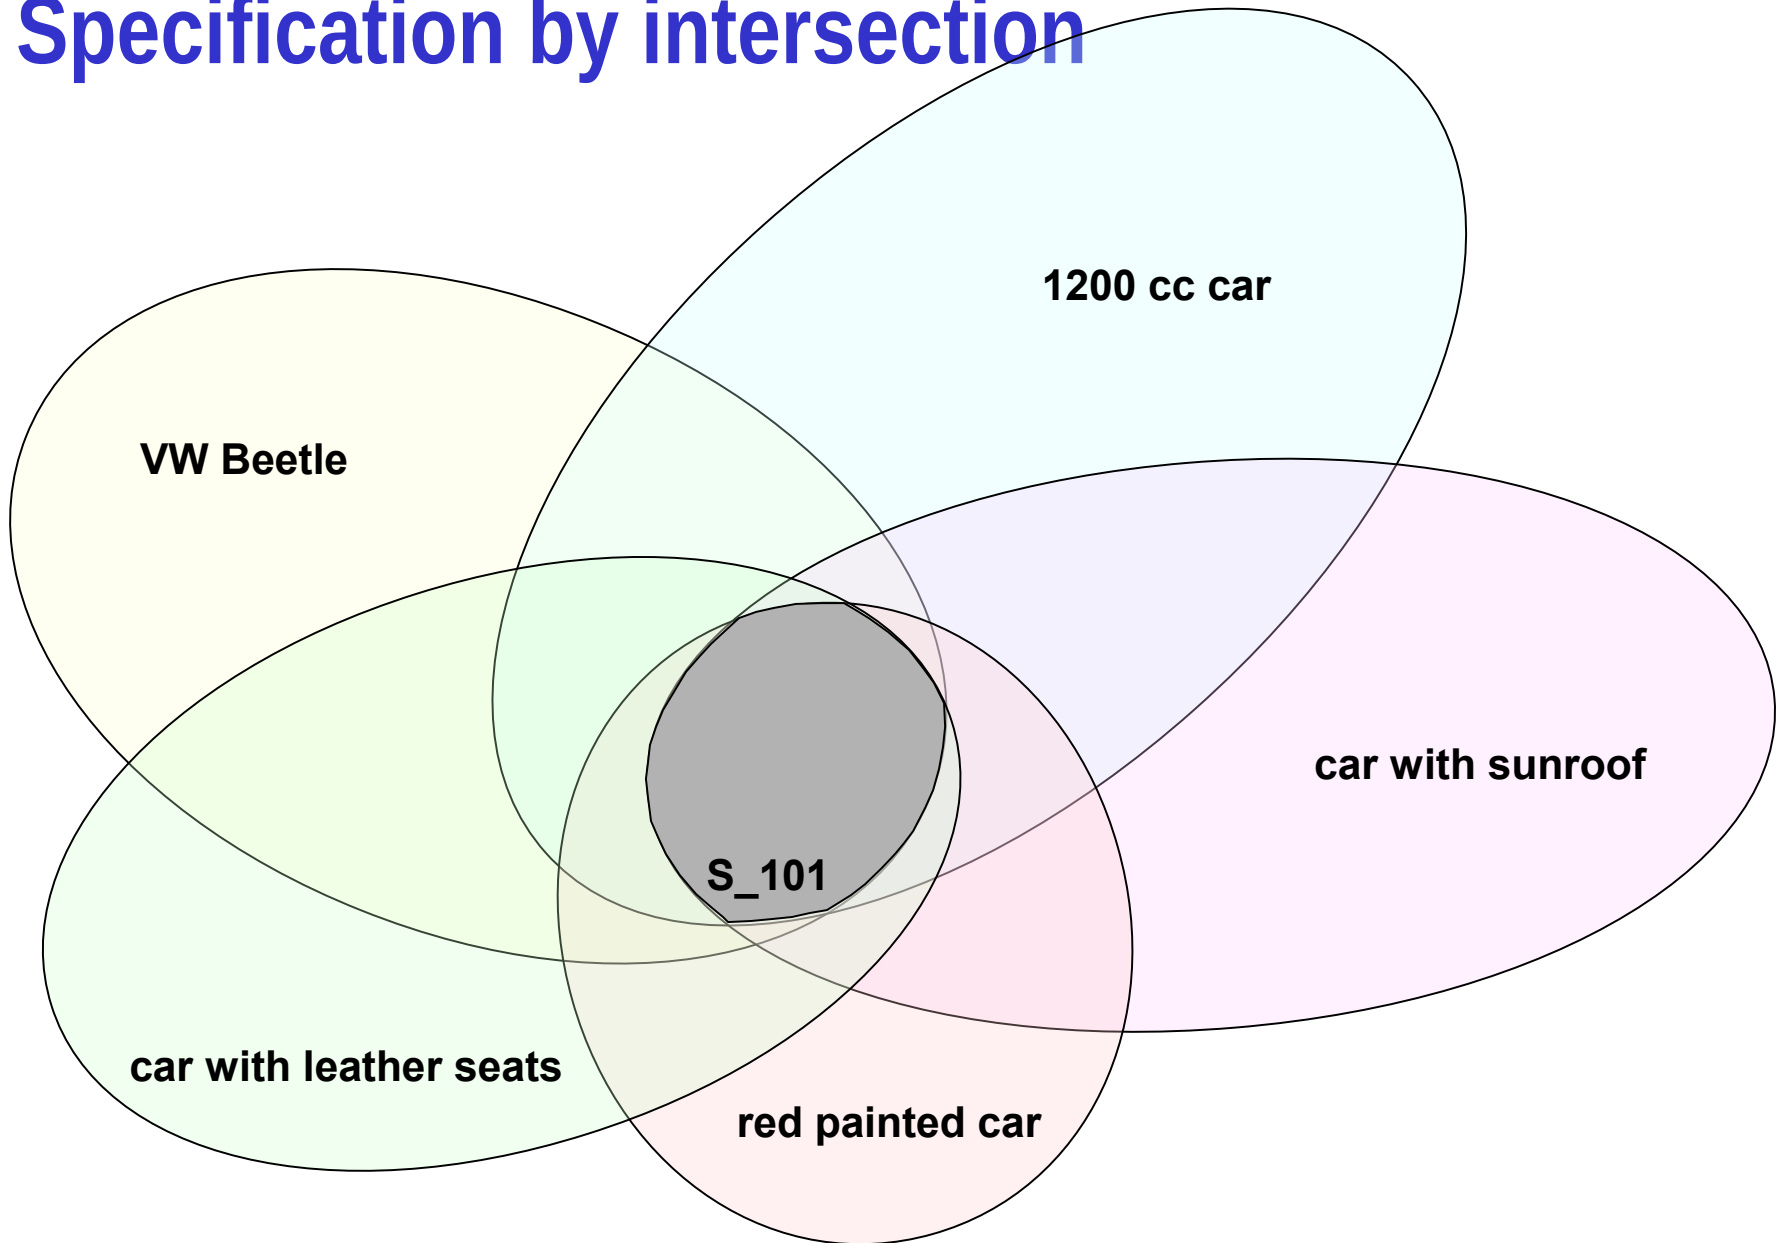 Specification by intersection
1200 cc car
VW Beetle
car with sunroof
S_101
car with leather seats
red painted car